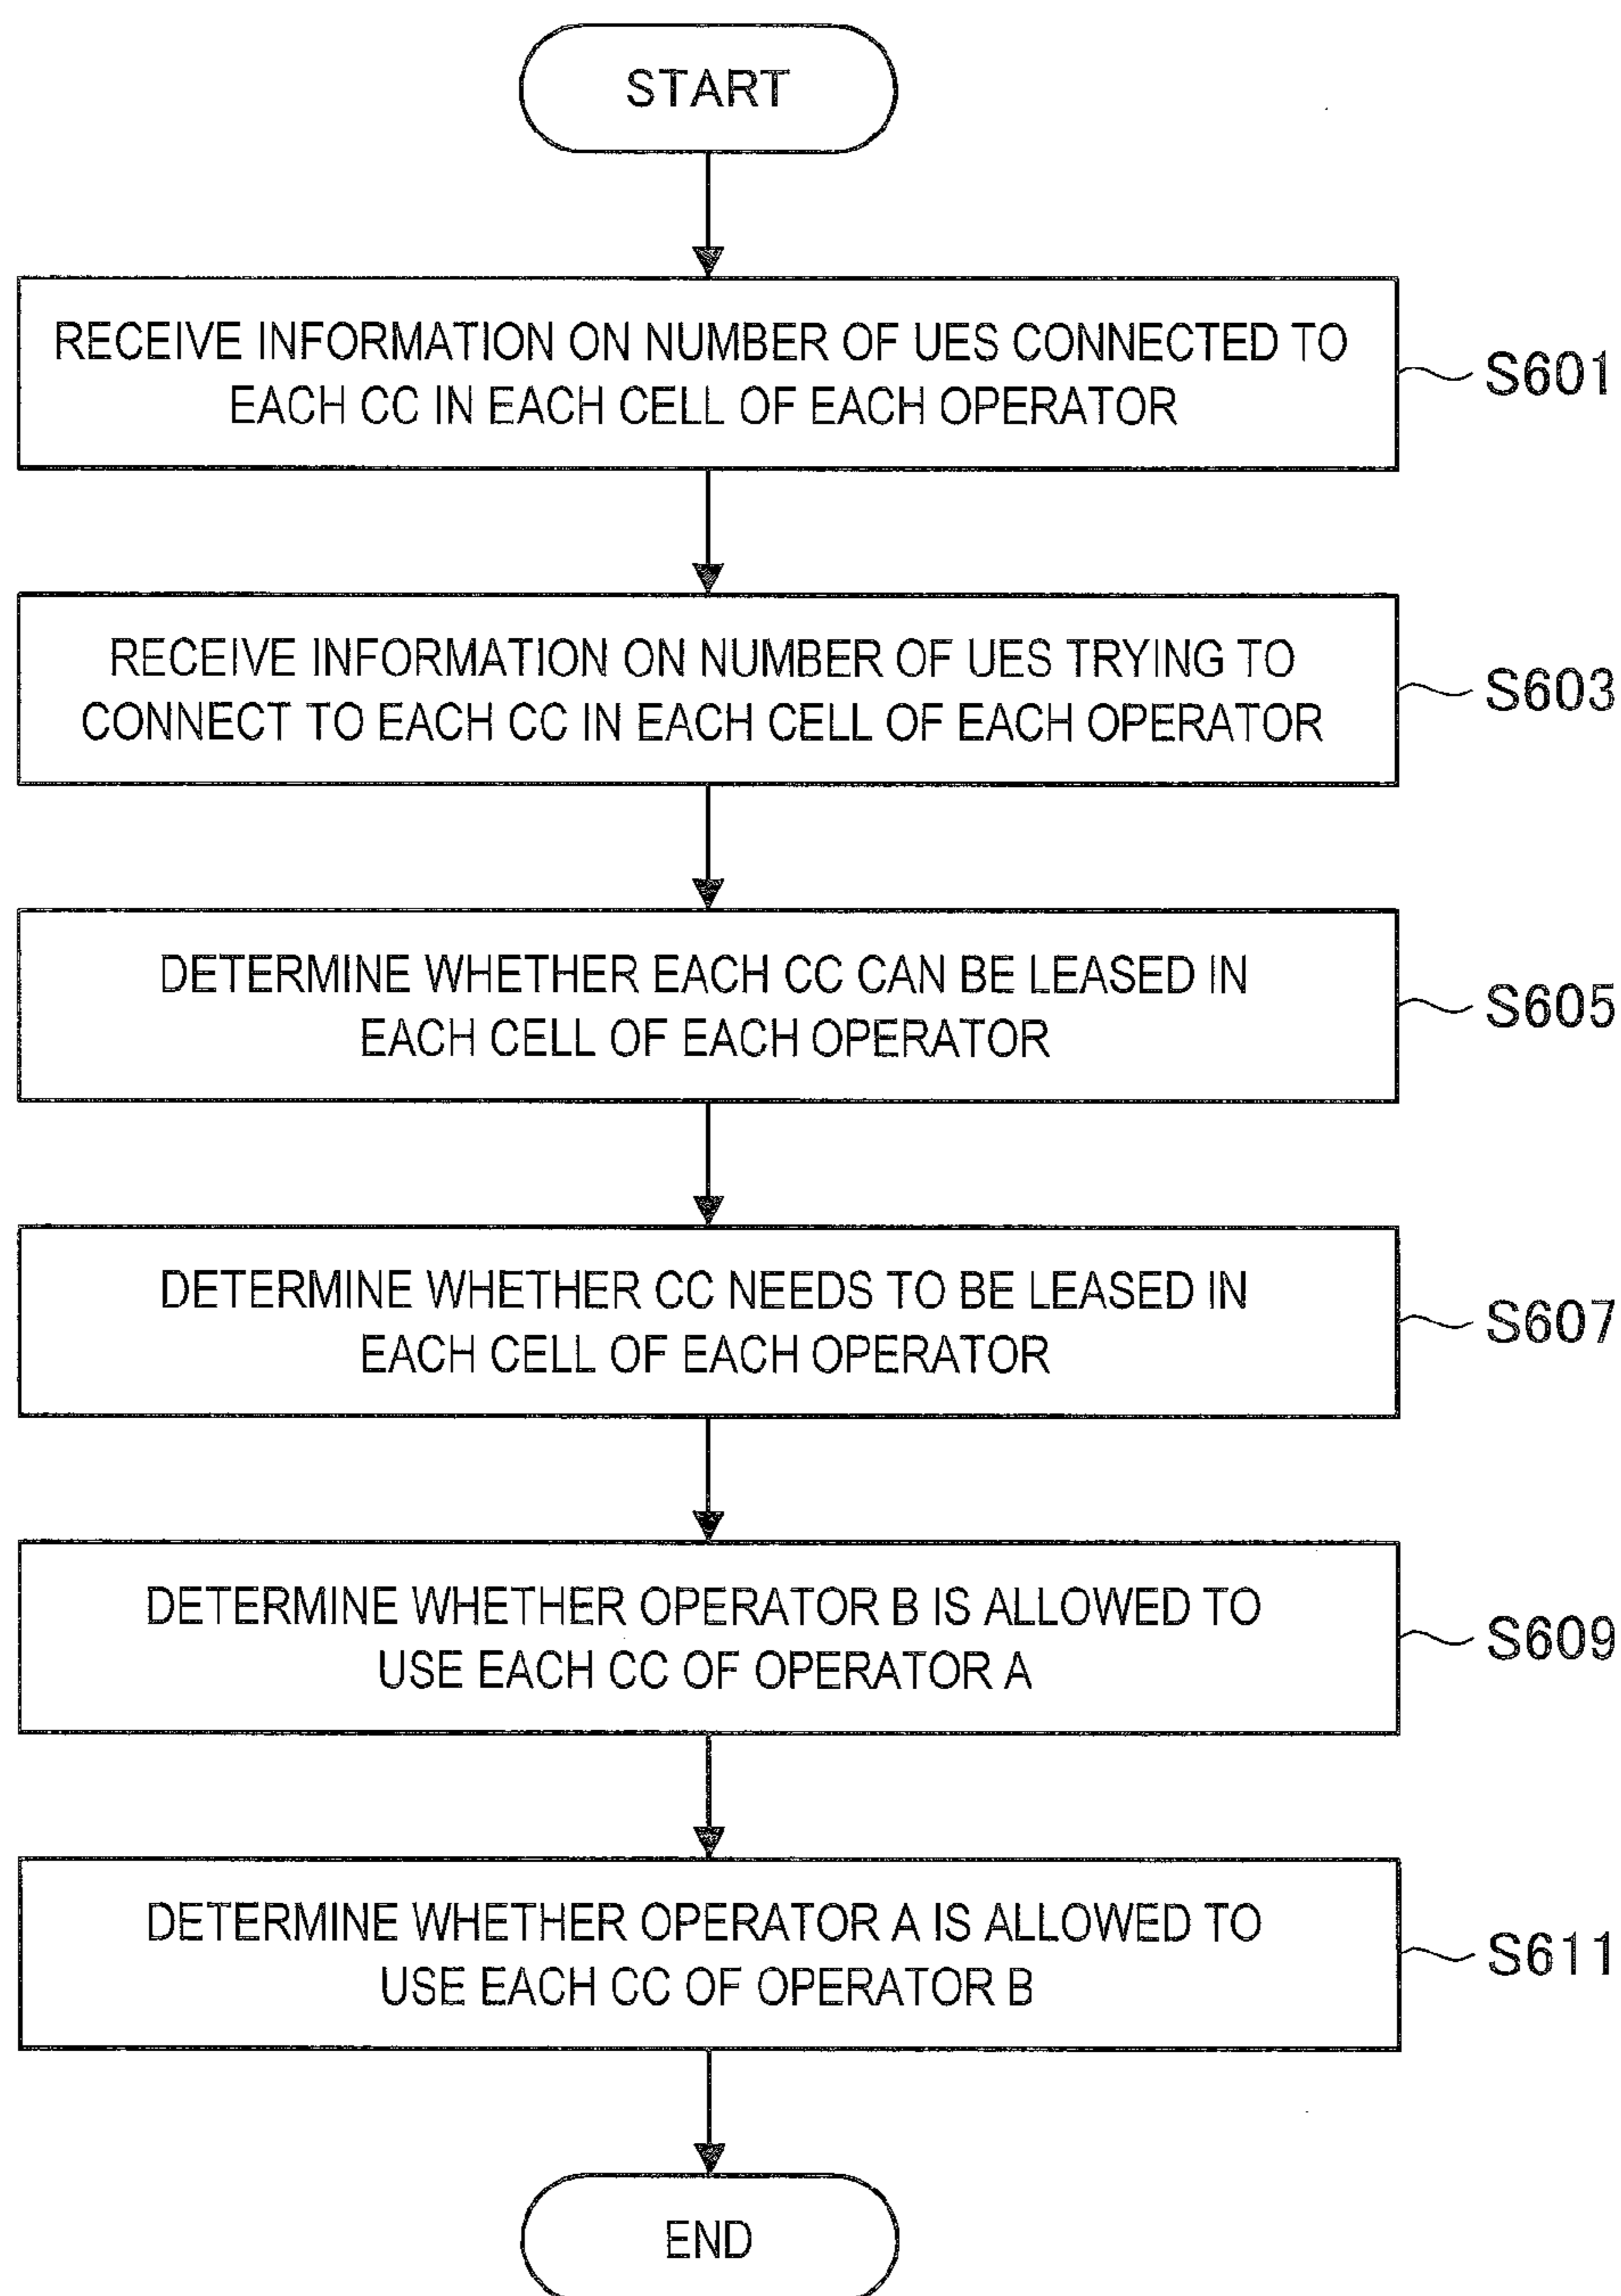 START
RECEIVE INFORMATION ON NUMBER OF UES CONNECTED TO
EACH CC IN EACH CELL OF EACH OPERATOR
S601
RECEIVE INFORMATION ON NUMBER OF UES TRYING TO
CONNECT TO EACH CC IN EACH CELL OF EACH OPERATOR
S603
DETERMINE WHETHER EACH CC CAN BE LEASED IN
EACH CELL OF EACH OPERATOR
S605
DETERMINE WHETHER CC NEEDS TO BE LEASED IN
EACH CELL OF EACH OPERATOR
S607
DETERMINE WHETHER OPERATOR B IS ALLOWED TO
USE EACH CC OF OPERATOR A
S609
DETERMINE WHETHER OPERATOR A IS ALLOWED TO
USE EACH CC OF OPERATOR B
S611
END